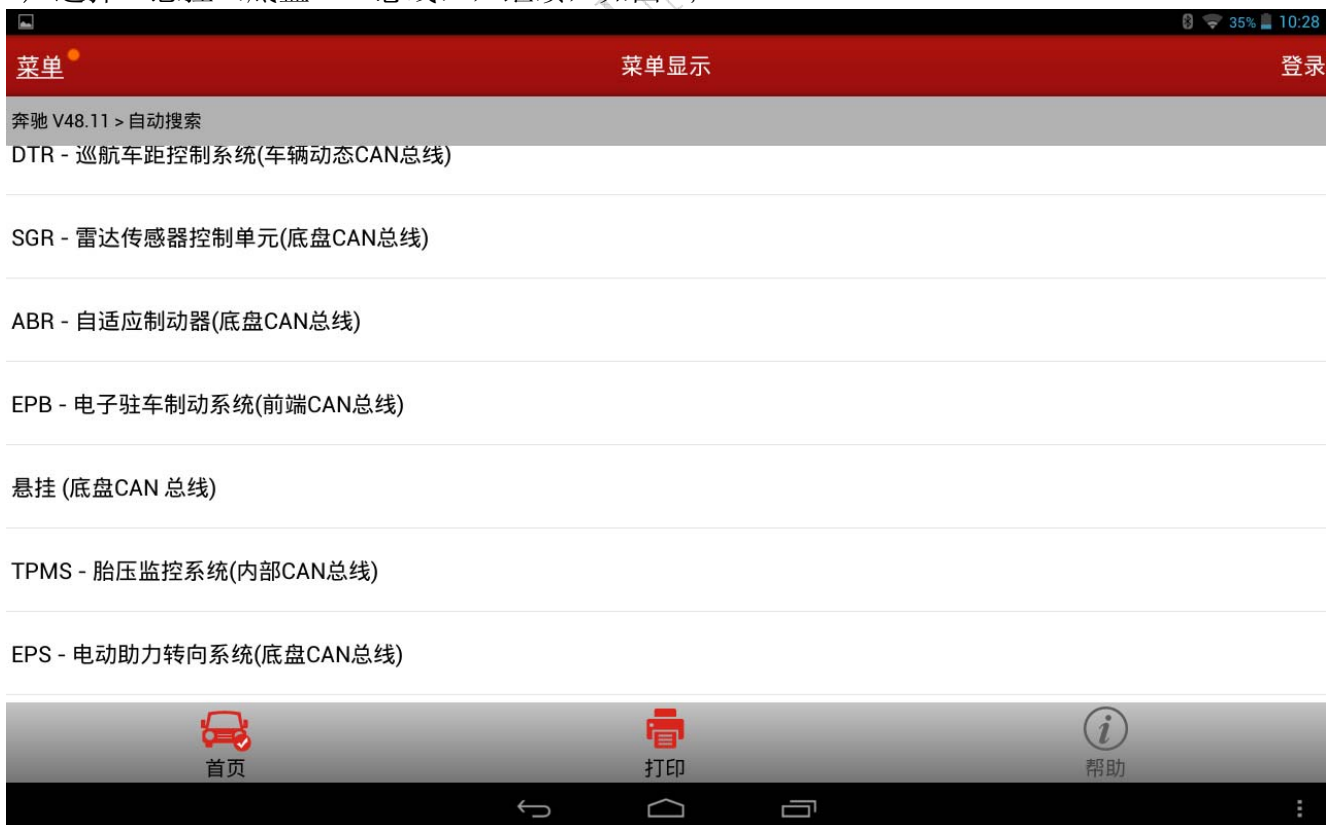 35% 10:28
菜单 菜单显示 登录
奔驰 V48.11 > 自动搜索
DTR - 巡航车距控制系统(车辆动态CAN总线)
SGR - 雷达传感器控制单元(底盘CAN总线)
ABR - 自适应制动器(底盘CAN总线)
EPB - 电子驻车制动系统(前端CAN总线)
悬挂 (底盘CAN 总线)
TPMS - 胎压监控系统(内部CAN总线)
EPS - 电动助力转向系统(底盘CAN总线)
首页 打印 帮助